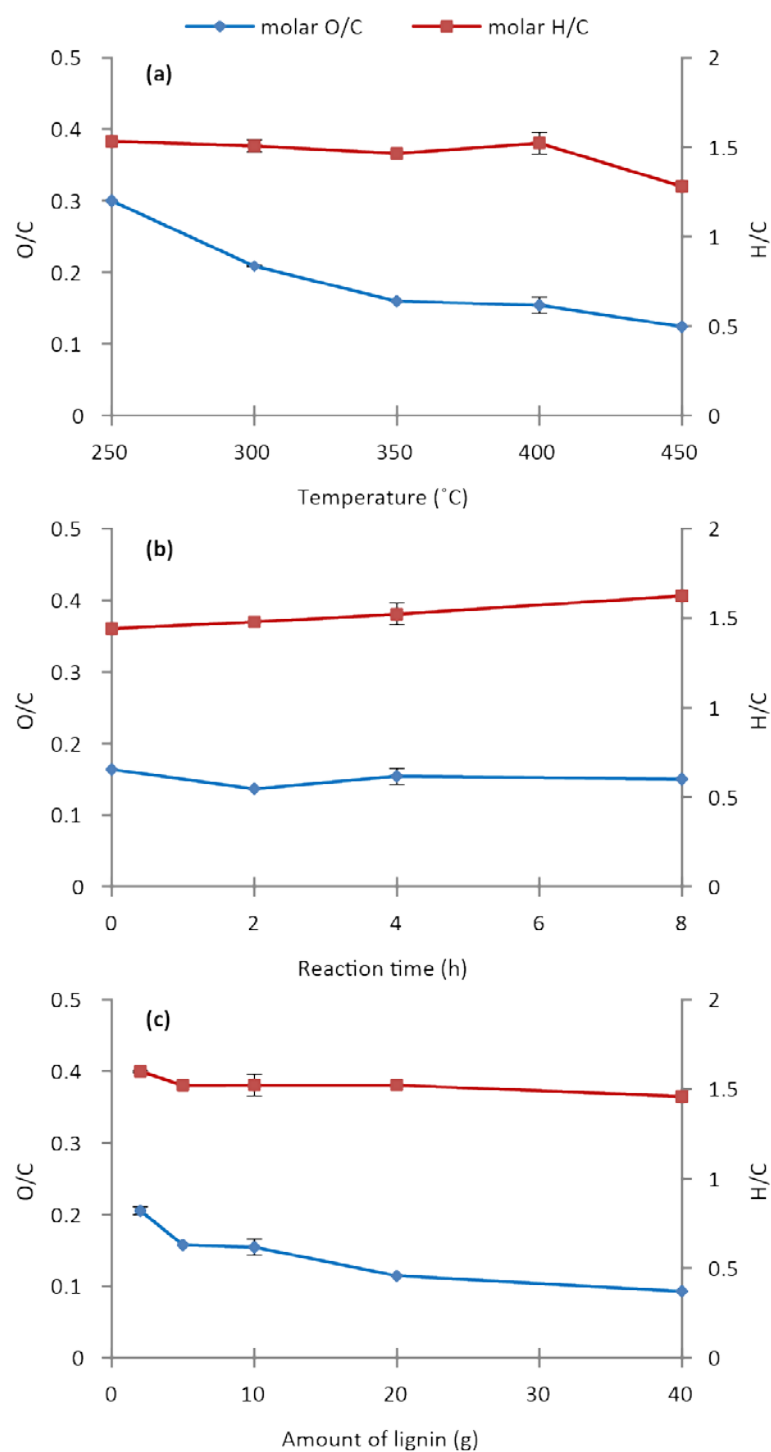 molar O/C molar H/C
(a)
0.5 2
0.4 1.5
0.3
1
0.2
0.5
0.1
0 0
O/C
H/C
250 300 350 400 450
Temperature (˚C)
(b)
0.5 2
0.4 1.5
0.3
1
0.2
0.5
0.1
0 0
O/C
H/C
0 2 4 6 8
Reaction time (h)
(c)
0.5 2
0.4 1.5
0.3
1
0.2
0.5
0.1
0 0
O/C
H/C
0 10 20 30 40
Amount of lignin (g)